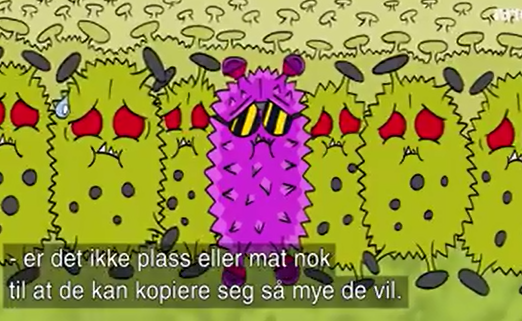 - er det ikke plass eller mat nok
til at de kan kopiere seg så mye de vil.